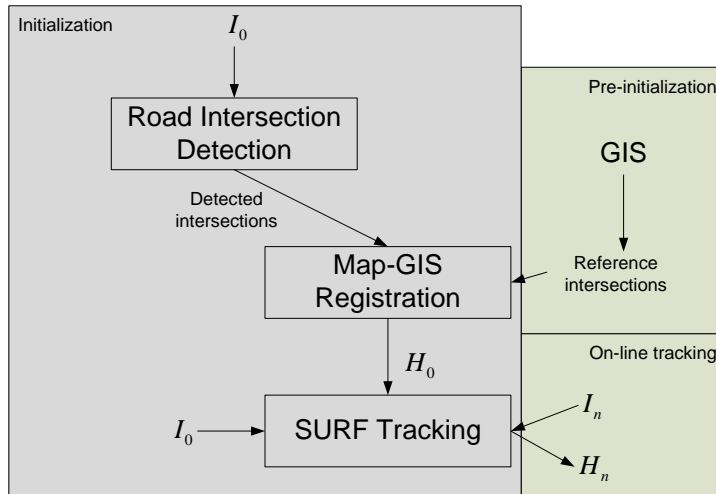 Initialization
I0
Pre-initialization
Road Intersection
Detection
GIS
Detected
intersections
Map-GIS
Registration
Reference
intersections
H0
On-line tracking
I0
SURF Tracking
In
Hn